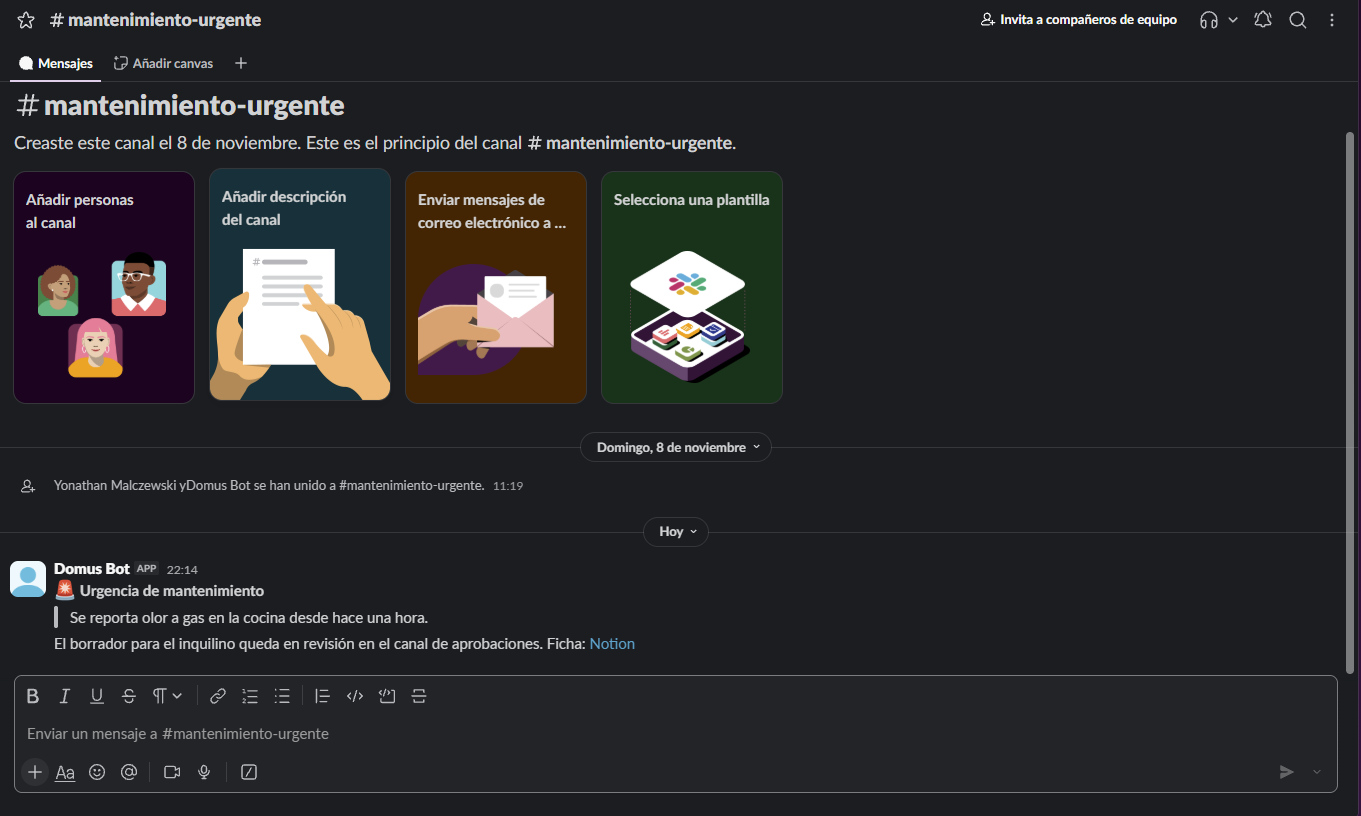 # mantenimiento-urgente
Invita a compañeros de equipo
Mensajes
Añadir canvas
# mantenimiento-urgente
Creaste este canal el 8 de noviembre. Este es el principio del canal # mantenimiento-urgente.
Añadir personas
al canal
Añadir descripción
del canal
Enviar mensajes de
correo electrónico a ...
Selecciona una plantilla
Domingo, 8 de noviembre
Yonathan Malczewski yDomus Bot se han unido a #mantenimiento-urgente. 11:19
Hoy
Domus Bot APP 22:14
🚨 Urgencia de mantenimiento
Se reporta olor a gas en la cocina desde hace una hora.
El borrador para el inquilino queda en revisión en el canal de aprobaciones. Ficha: Notion
Enviar un mensaje a #mantenimiento-urgente
Aa